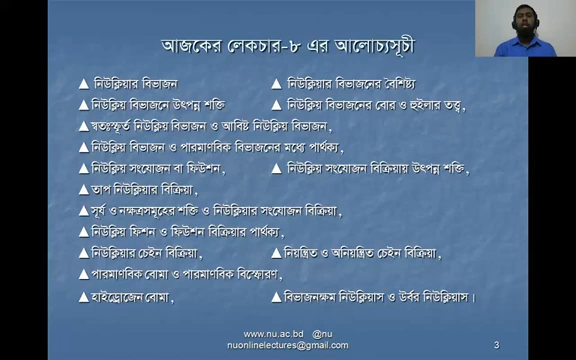 আজকের লেকচার-৮ এর আলোচ্যসূচী
▲ নিউক্লিয়ার বিভাজন ▲ নিউক্লিয়ার বিভাজনের বৈশিষ্ট্য
▲ নিউক্লিয় বিভাজনে উৎপন্ন শক্তি ▲ নিউক্লিয় বিভাজনের বোর ও হুইলার তত্ত্ব,
▲ স্বতঃস্ফূর্ত নিউক্লিয় বিভাজন ও আবিষ্ট নিউক্লিয় বিভাজন,
▲ নিউক্লিয় বিভাজন ও পারমাণবিক বিভাজনের মধ্যে পার্থক্য,
▲ নিউক্লিয় সংযোজন বা ফিউশন, ▲ নিউক্লিয় সংযোজন বিক্রিয়ায় উৎপন্ন শক্তি,
▲ তাপ নিউক্লিয়ার বিক্রিয়া,
▲ সূর্য ও নক্ষত্রসমূহের শক্তি ও নিউক্লিয়ার সংযোজন বিক্রিয়া,
▲ নিউক্লিয় ফিশন ও ফিউশন বিক্রিয়ার পার্থক্য,
▲ নিউক্লিয়ার চেইন বিক্রিয়া, ▲ নিয়ন্ত্রিত ও অনিয়ন্ত্রিত চেইন বিক্রিয়া,
▲ পারমাণবিক বোমা ও পারমাণবিক বিস্ফোরণ,
▲ হাইড্রোজেন বোমা, ▲ বিভাজনক্ষম নিউক্লিয়াস ও উর্বর নিউক্লিয়াস।
www.nu.ac.bd @nu
nuonlinelectures@gmail.com 3